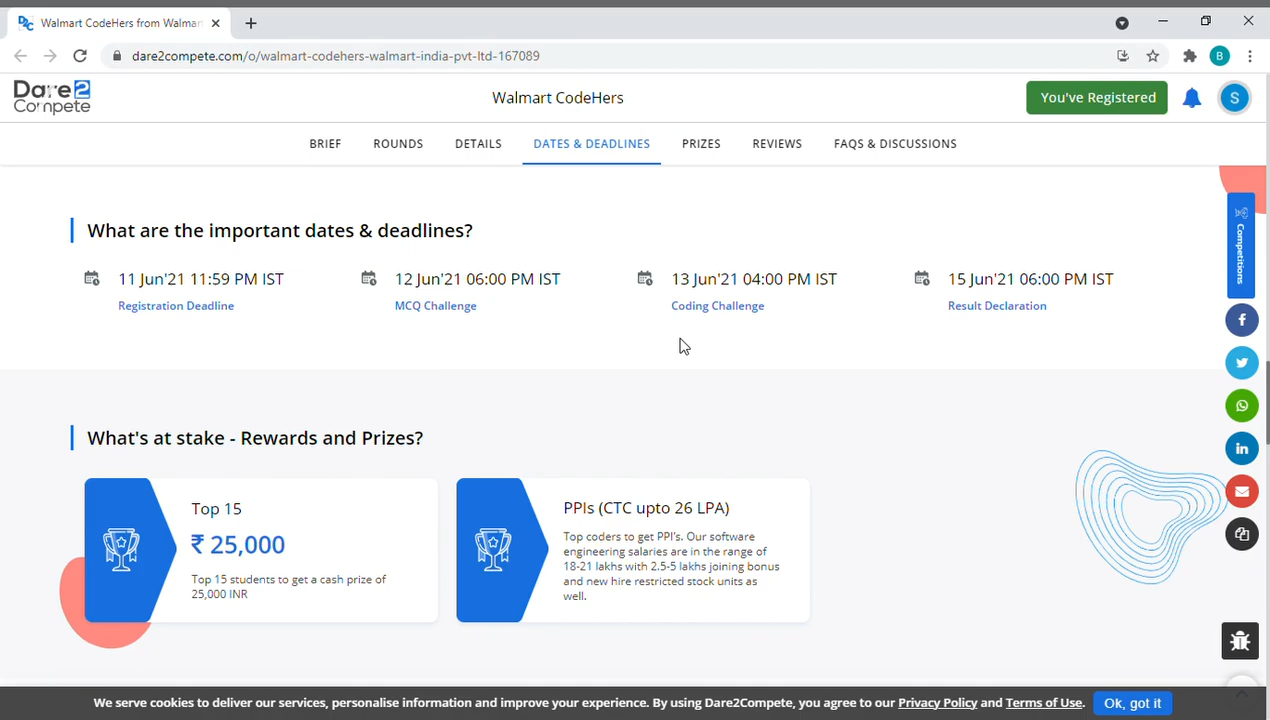 Walmart CodeHers from Walmar
dare2compete.com/o/walmart-codehers-walmart-india-pvt-ltd-167089
B
Dare2
Compete
Walmart CodeHers
You've Registered
S
BRIEF ROUNDS DETAILS DATES & DEADLINES PRIZES REVIEWS FAQS & DISCUSSIONS
What are the important dates & deadlines?
11 Jun'21 11:59 PM IST 12 Jun'21 06:00 PM IST 13 Jun'21 04:00 PM IST 15 Jun'21 06:00 PM IST
Registration Deadline MCQ Challenge Coding Challenge Result Declaration
Competitions
What's at stake - Rewards and Prizes?
Top 15
₹ 25,000
Top 15 students to get a cash prize of
25,000 INR
PPIs (CTC upto 26 LPA)
Top coders to get PPI's. Our software
engineering salaries are in the range of
18-21 lakhs with 2.5-5 lakhs joining bonus
and new hire restricted stock units as
well.
We serve cookies to deliver our services, personalise information and improve your experience. By using Dare2Compete, you agree to our Privacy Policy and Terms of Use. Ok, got it